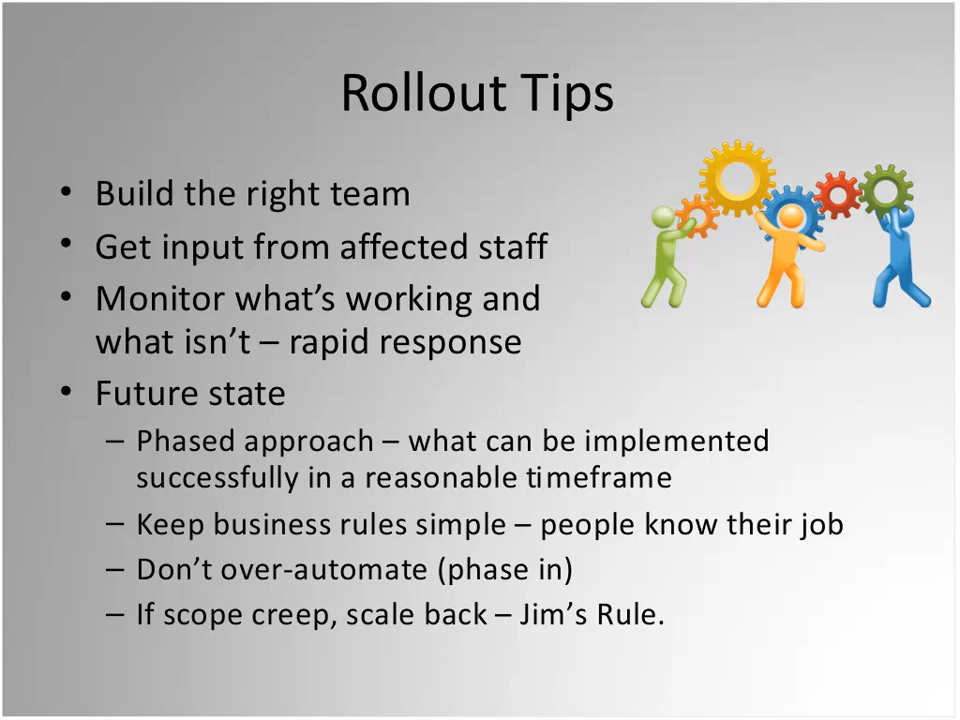 Rollout Tips
• Build the right team
• Get input from affected staff
• Monitor what’s working and
what isn’t – rapid response
• Future state
– Phased approach – what can be implemented
successfully in a reasonable timeframe
– Keep business rules simple – people know their job
– Don’t over-automate (phase in)
– If scope creep, scale back – Jim’s Rule.